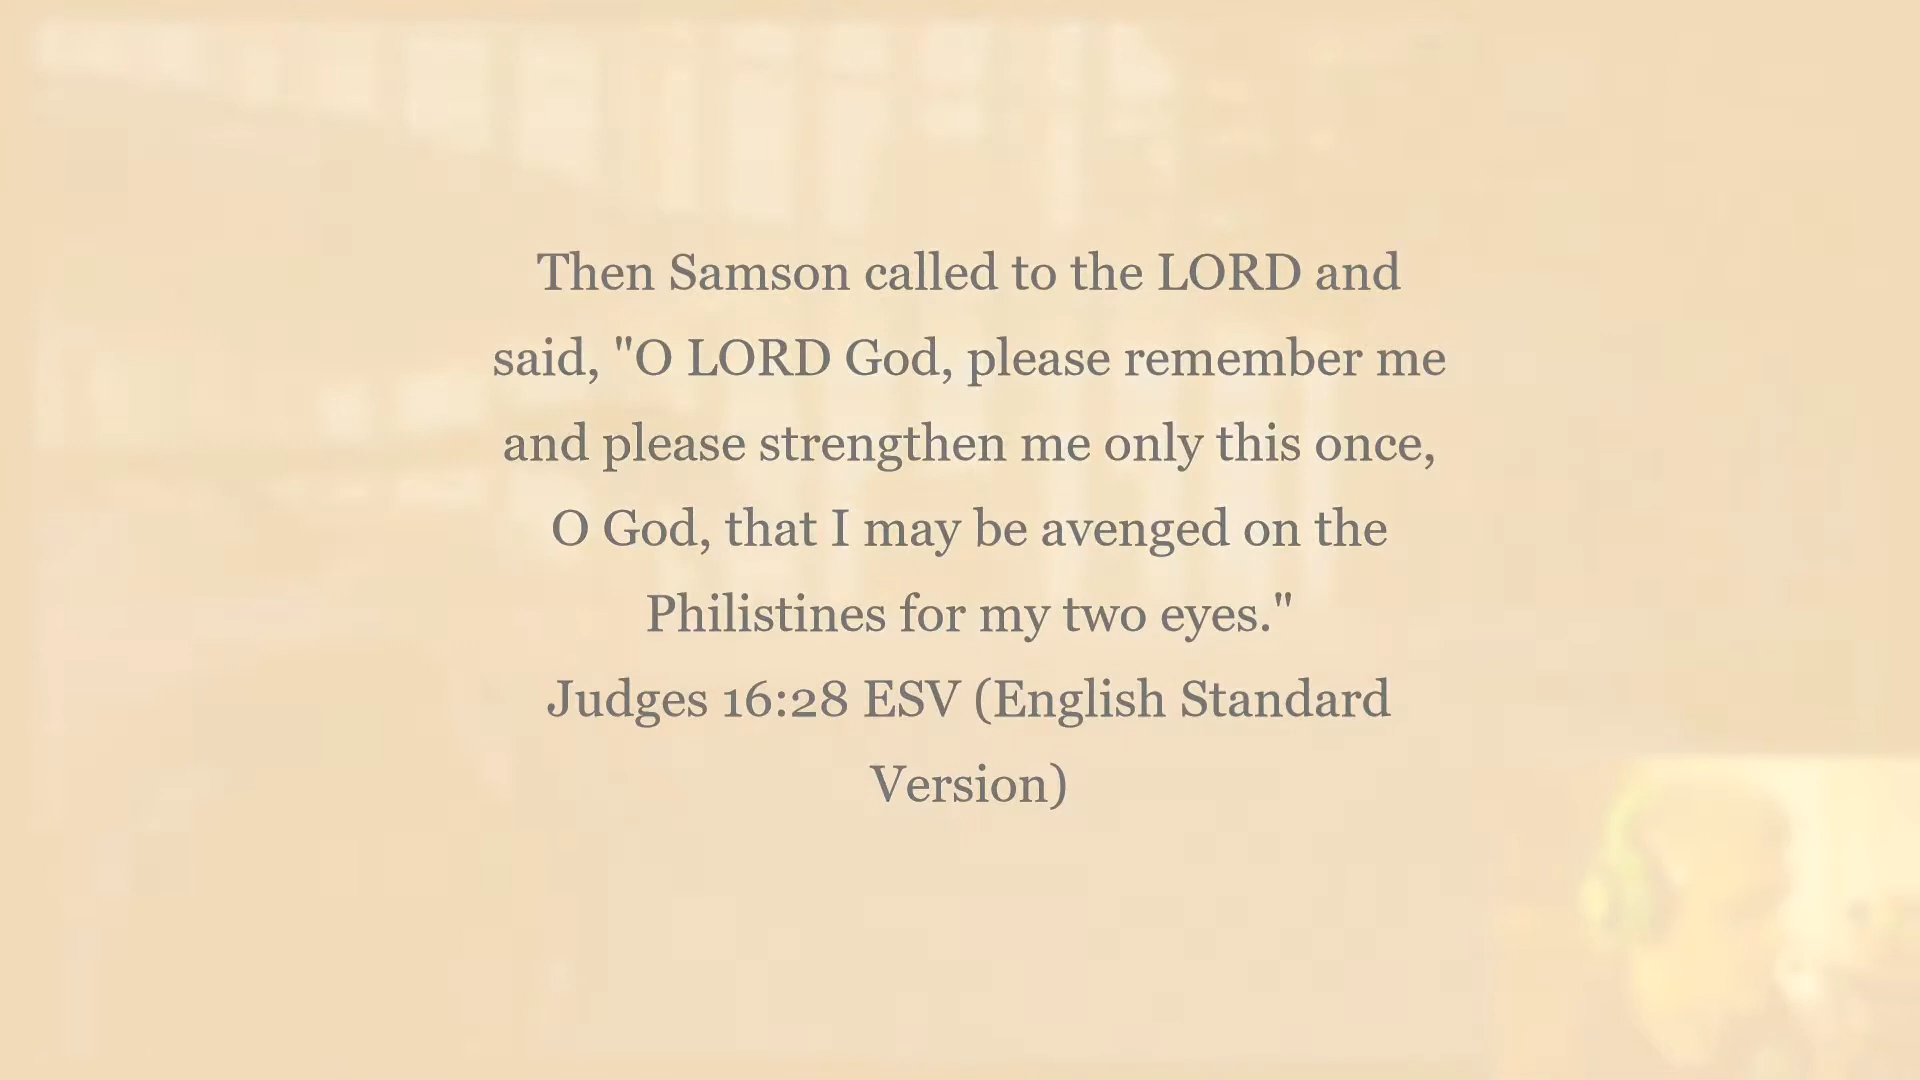 Then Samson called to the LORD and
said, "O LORD God, please remember me
and please strengthen me only this once,
O God, that I may be avenged on the
Philistines for my two eyes."
Judges 16:28 ESV (English Standard
Version)